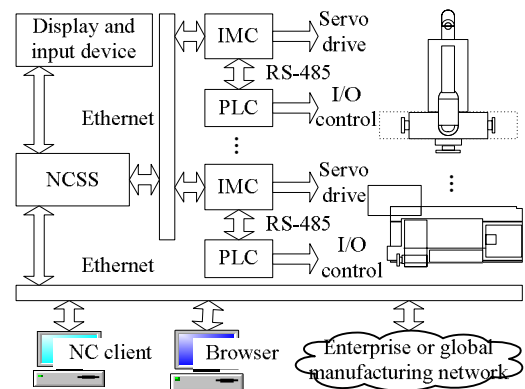 Display and
input device
IMC
Servo
drive
RS-485
Ethernet
PLC
I/O
control
NCSS
IMC
Servo
drive
RS-485
Ethernet
PLC
I/O
control
NC client
Browser
Enterprise or global
manufacturing network